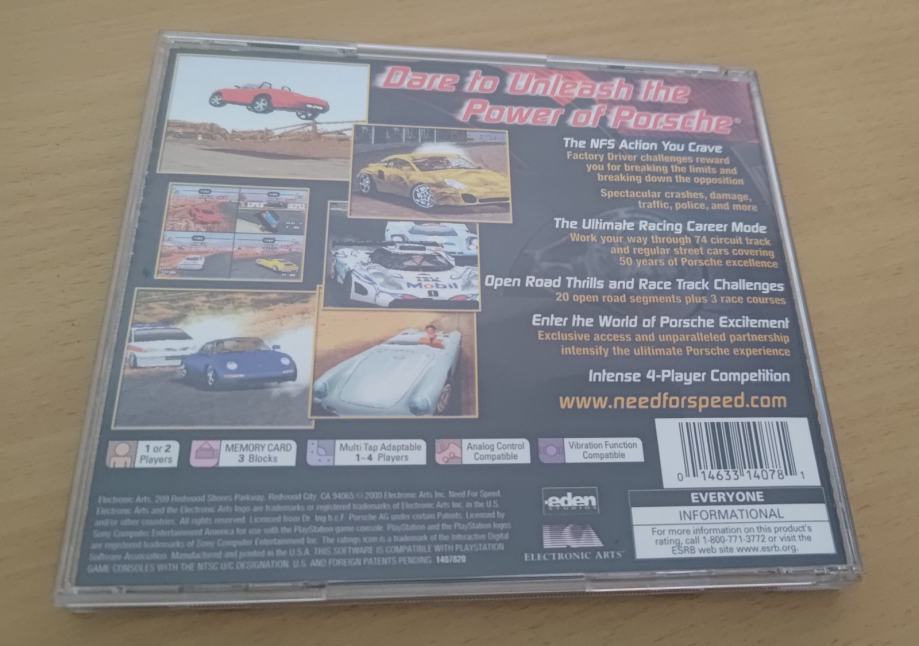 Dare to Unleash the
Power of Porsche®
The NFS Action You Crave
Factory Driver challenges reward
you for breaking the limits and
breaking down the opposition
Spectacular crashes, damage,
traffic, police, and more
The Ultimate Racing Career Mode
Work your way through 74 circuit track
and regular street cars covering
50 years of Porsche excellence
Open Road Thrills and Race Track Challenges
20 open road segments plus 3 race courses
Enter the World of Porsche Excitement
Exclusive access and unparalleled partnership
intensify the ulitimate Porsche experience
Intense 4-Player Competition
www.needforspeed.com
Mobil
1
1 or 2
Players
MEMORY CARD
3 Blocks
Multi Tap Adaptable
1–4 Players
Analog Control
Compatible
Vibration Function
Compatible
0 14633 14078 1
Electronic Arts, 209 Redwood Shores Parkway, Redwood City, CA 94065 © 2000 Electronic Arts Inc. Need For Speed,
Electronic Arts and the Electronic Arts logo are trademarks or registered trademarks of Electronic Arts Inc. in the U.S.
and/or other countries. All rights reserved. Licensed from Dr. Ing h.c.F. Porsche AG under certain Patents. Licensed by
Sony Computer Entertainment America for use with the PlayStation game console. PlayStation and the PlayStation logos
are registered trademarks of Sony Computer Entertainment Inc. The ratings icon is a trademark of the Interactive Digital
Software Association. Manufactured and printed in the U.S.A. THIS SOFTWARE IS COMPATIBLE WITH PLAYSTATION
GAME CONSOLES WITH THE NTSC U/C DESIGNATION. U.S. AND FOREIGN PATENTS PENDING. 1407820
eden
STUDIOS
ELECTRONIC ARTS™
EVERYONE
INFORMATIONAL
For more information on this product's
rating, call 1-800-771-3772 or visit the
ESRB web site www.esrb.org.